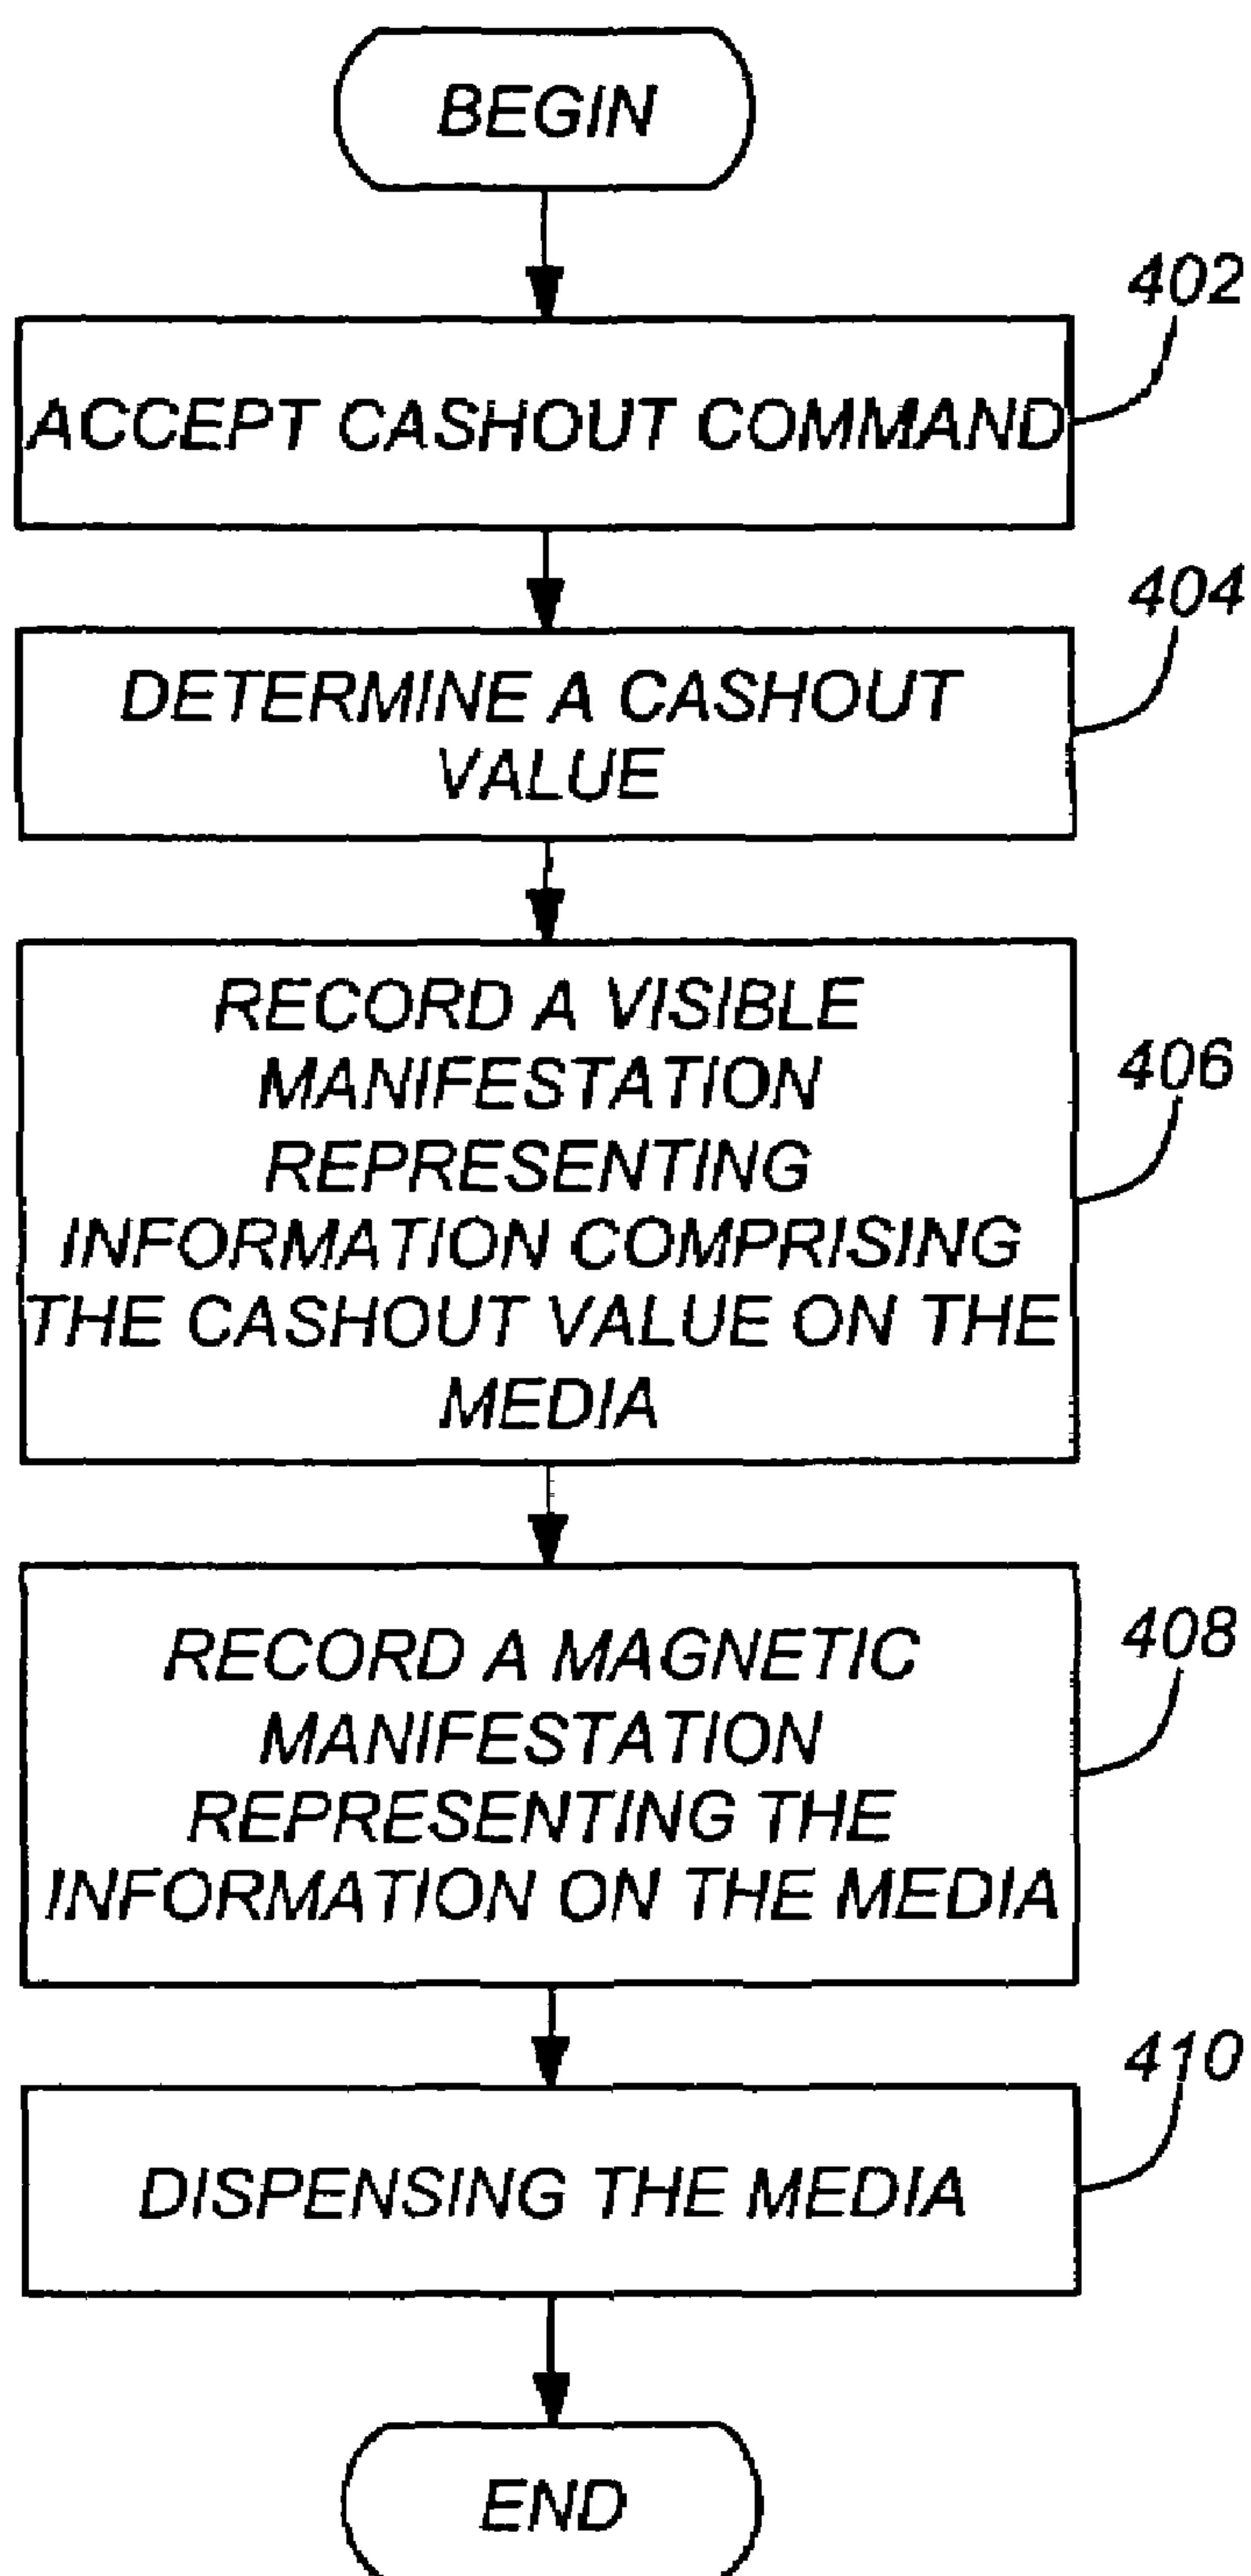 BEGIN
402
ACCEPT CASHOUT COMMAND
404
DETERMINE A CASHOUT
VALUE
406
RECORD A VISIBLE
MANIFESTATION
REPRESENTING
INFORMATION COMPRISING
THE CASHOUT VALUE ON THE
MEDIA
408
RECORD A MAGNETIC
MANIFESTATION
REPRESENTING THE
INFORMATION ON THE MEDIA
410
DISPENSING THE MEDIA
END